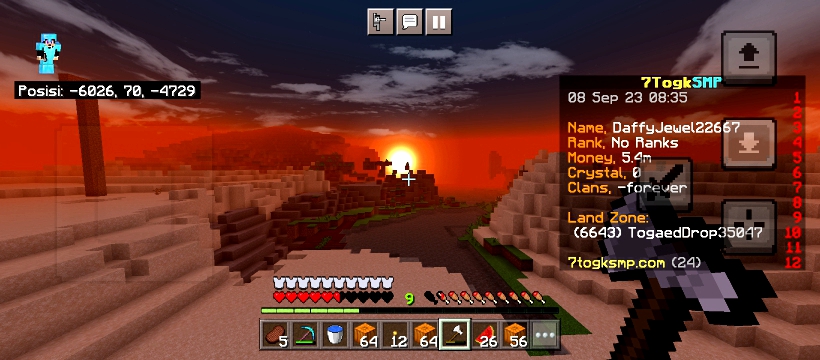 Posisi: -6026, 70, -4729
7TogkSMP
08 Sep 23 08:35
1
2
3
Name, DaffyJewel22667
4
Rank, No Ranks
5
Money, 5.4m
6
Crystal, 0
7
Clans, -forever
8
Land Zone:
9
(6643) TogaedDrop35047
10
11
7togksmp.com (24)
12
9
5
64
12
64
26
56